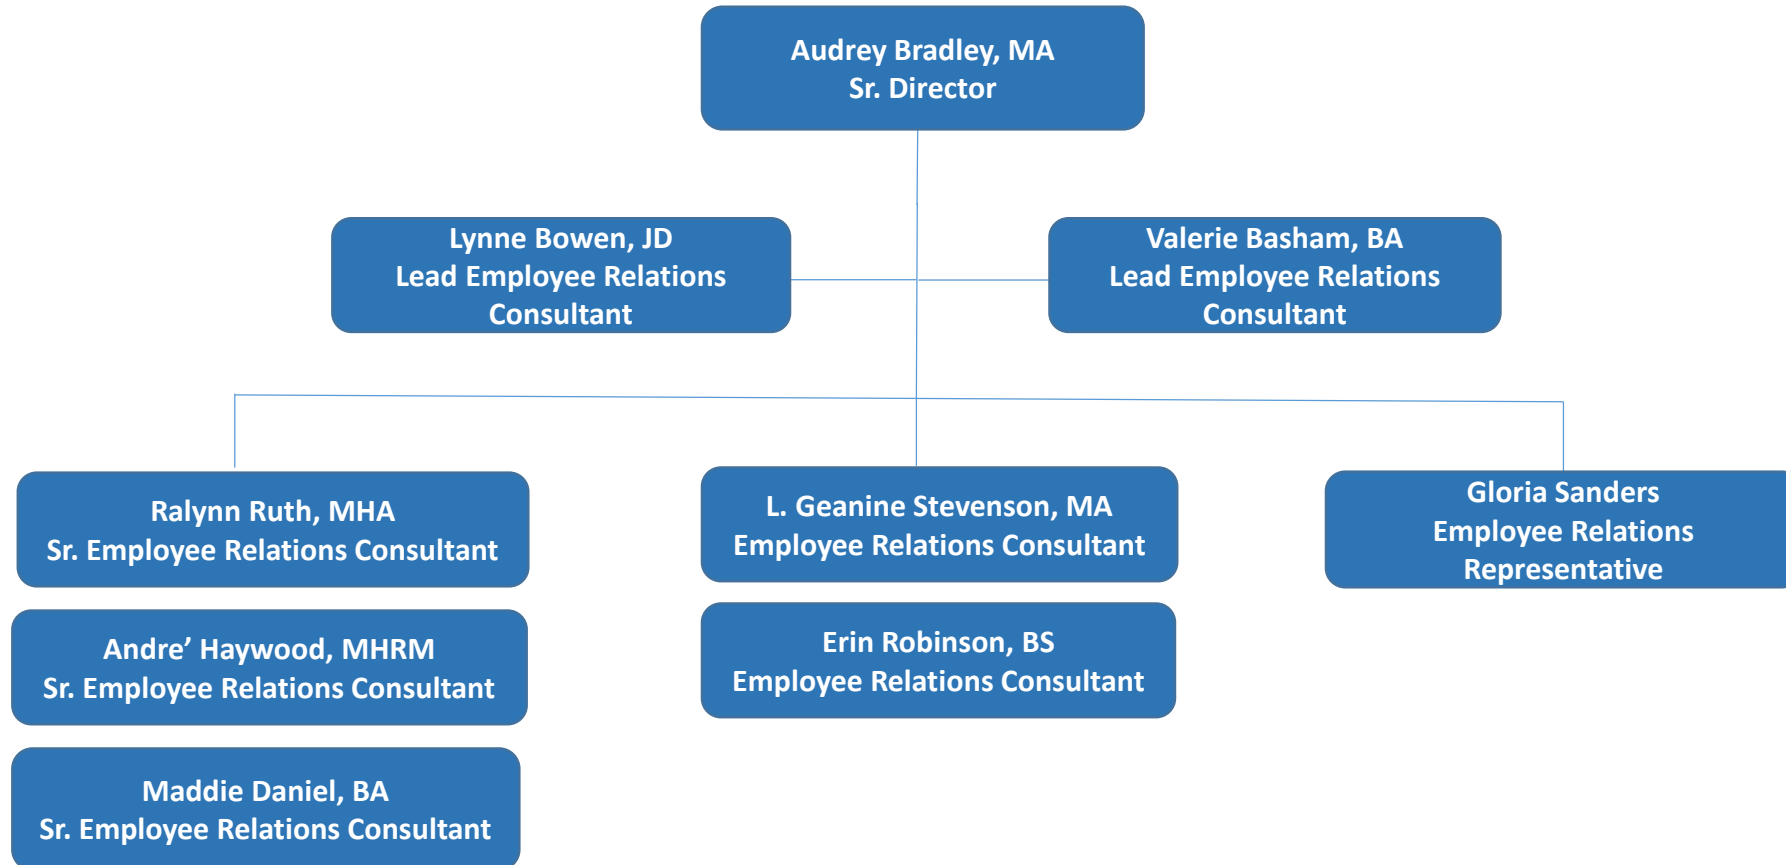 Audrey Bradley, MA
Sr. Director
Lynne Bowen, JD
Lead Employee Relations
Consultant
Valerie Basham, BA
Lead Employee Relations
Consultant
Ralynn Ruth, MHA
Sr. Employee Relations Consultant
L. Geanine Stevenson, MA
Employee Relations Consultant
Gloria Sanders
Employee Relations
Representative
Andre’ Haywood, MHRM
Sr. Employee Relations Consultant
Erin Robinson, BS
Employee Relations Consultant
Maddie Daniel, BA
Sr. Employee Relations Consultant